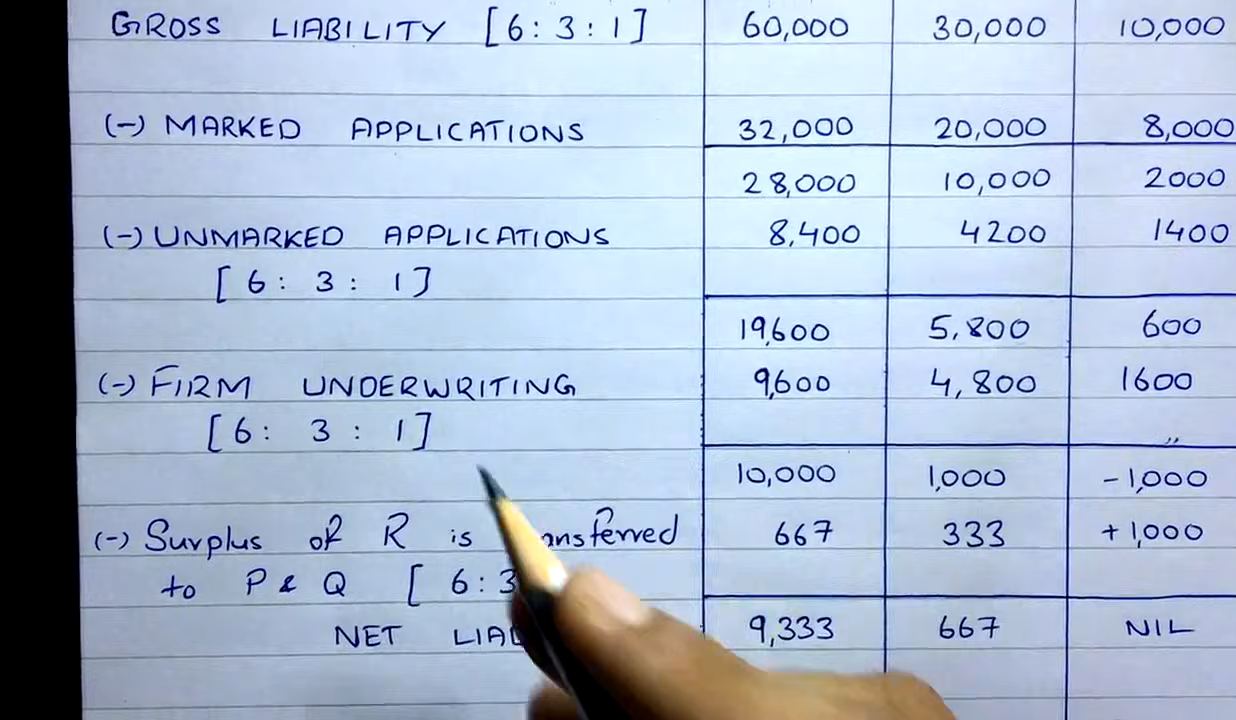 GROSS LIABILITY [6:3:1] 60,000 30,000 10,000
(-) MARKED APPLICATIONS 32,000 20,000 8,000
28,000 10,000 2000
(-) UNMARKED APPLICATIONS 8,400 4200 1400
[6: 3: 1]
19,600 5,800 600
(-) FIRM UNDERWRITING 9,600 4,800 1600
[6: 3: 1]
10,000 1,000 -1,000
(-) Surplus of R is 667 333 +1,000
to P & Q [6:3
NET 9,333 667 NIL